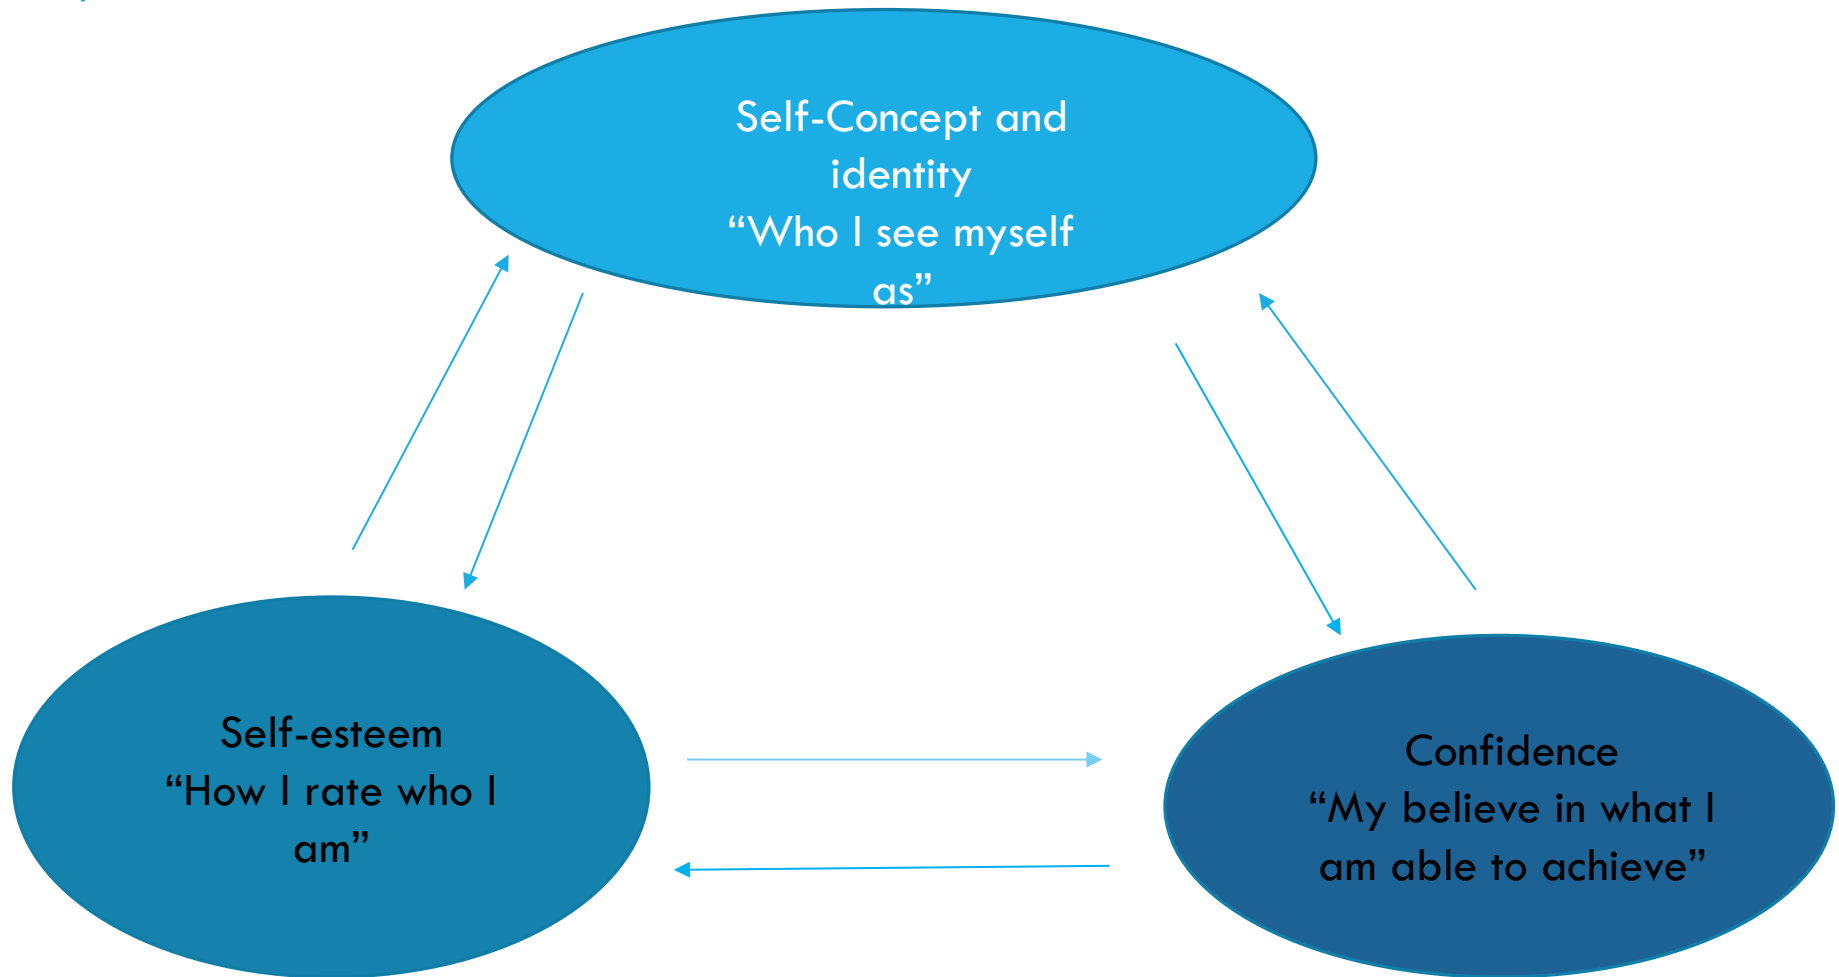 Self-Concept and
identity
“Who I see myself
as”
Self-esteem
“How I rate who I
am”
Confidence
“My believe in what I
am able to achieve”